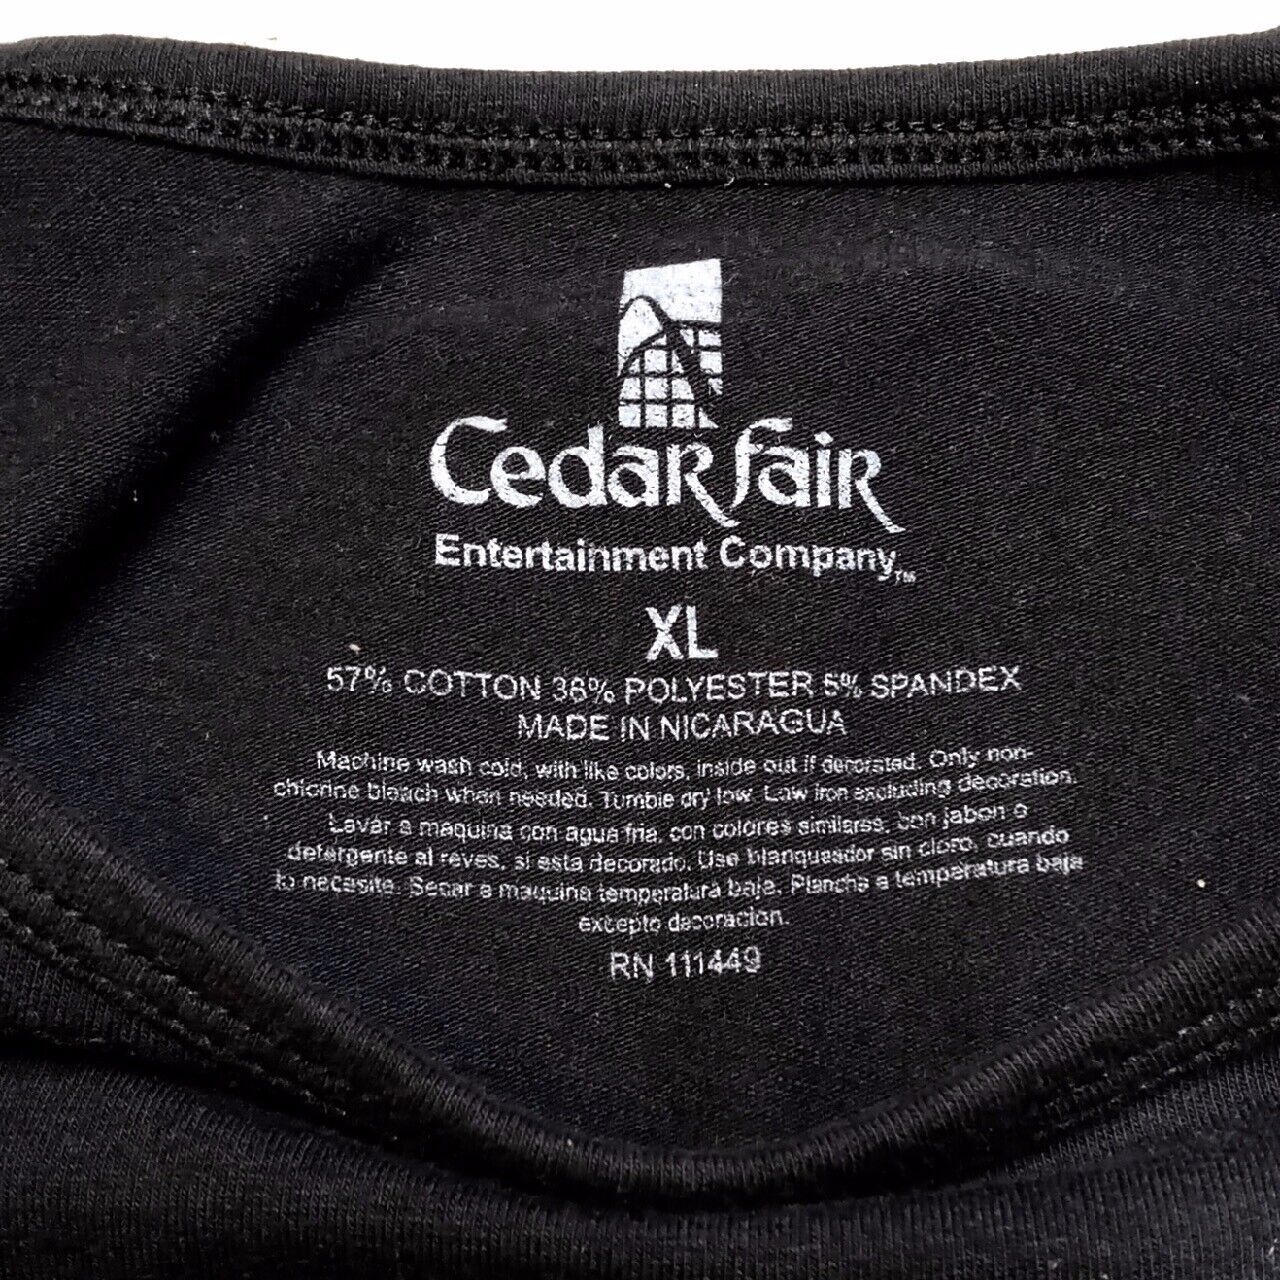 Cedar Fair
Entertainment Company™
XL
57% COTTON 38% POLYESTER 5% SPANDEX
MADE IN NICARAGUA
Machine wash cold, with like colors, inside out if decorated. Only non-
chlorine bleach when needed. Tumble dry low. Low iron excluding decoration.
Lavar a maquina con agua fria, con colores similares, con jabon o
detergente al reves, si esta decorado. Use blanqueador sin cloro, cuando
lo necesite. Secar a maquina temperatura baja. Plancha a temperatura baja
excepto decoracion.
RN 111449